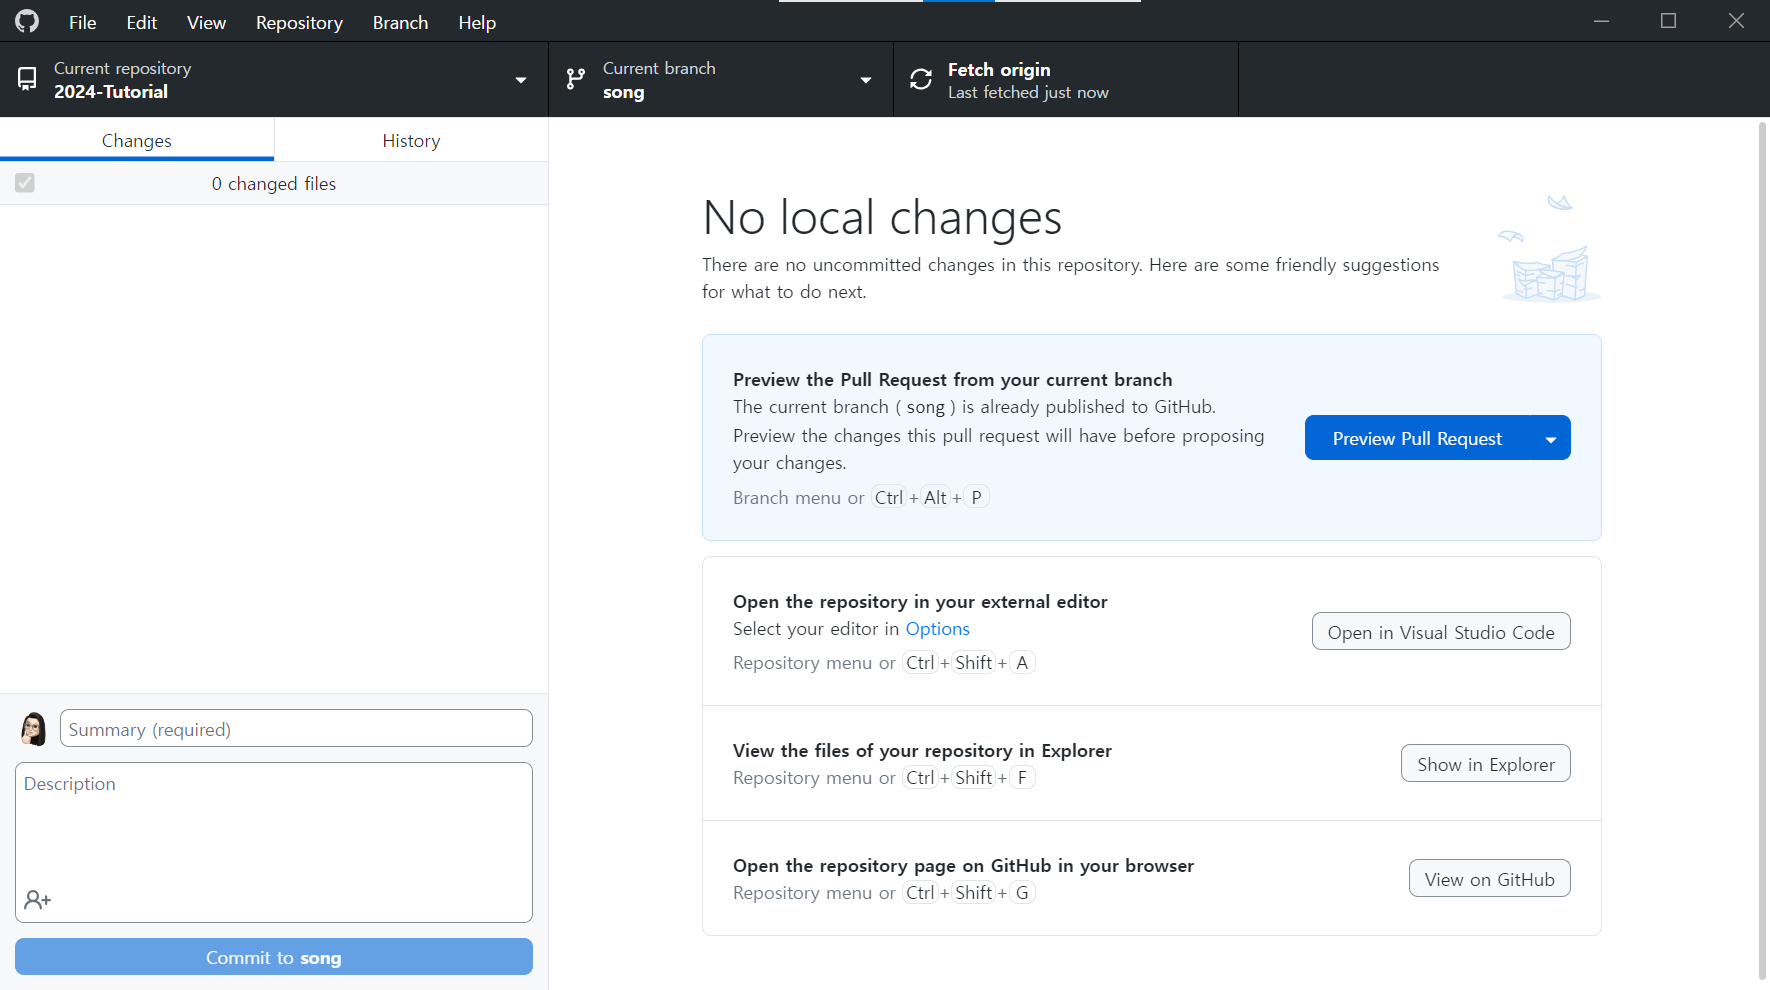 File Edit View Repository Branch Help
Current repository
2024-Tutorial
Current branch
song
Fetch origin
Last fetched just now
Changes
History
0 changed files
No local changes
There are no uncommitted changes in this repository. Here are some friendly suggestions
for what to do next.
Preview the Pull Request from your current branch
The current branch ( song ) is already published to GitHub.
Preview the changes this pull request will have before proposing
your changes.
Branch menu or Ctrl + Alt + P
Preview Pull Request
Open the repository in your external editor
Select your editor in Options
Repository menu or Ctrl + Shift + A
Open in Visual Studio Code
View the files of your repository in Explorer
Repository menu or Ctrl + Shift + F
Show in Explorer
Open the repository page on GitHub in your browser
Repository menu or Ctrl + Shift + G
View on GitHub
Summary (required)
Description
Commit to song